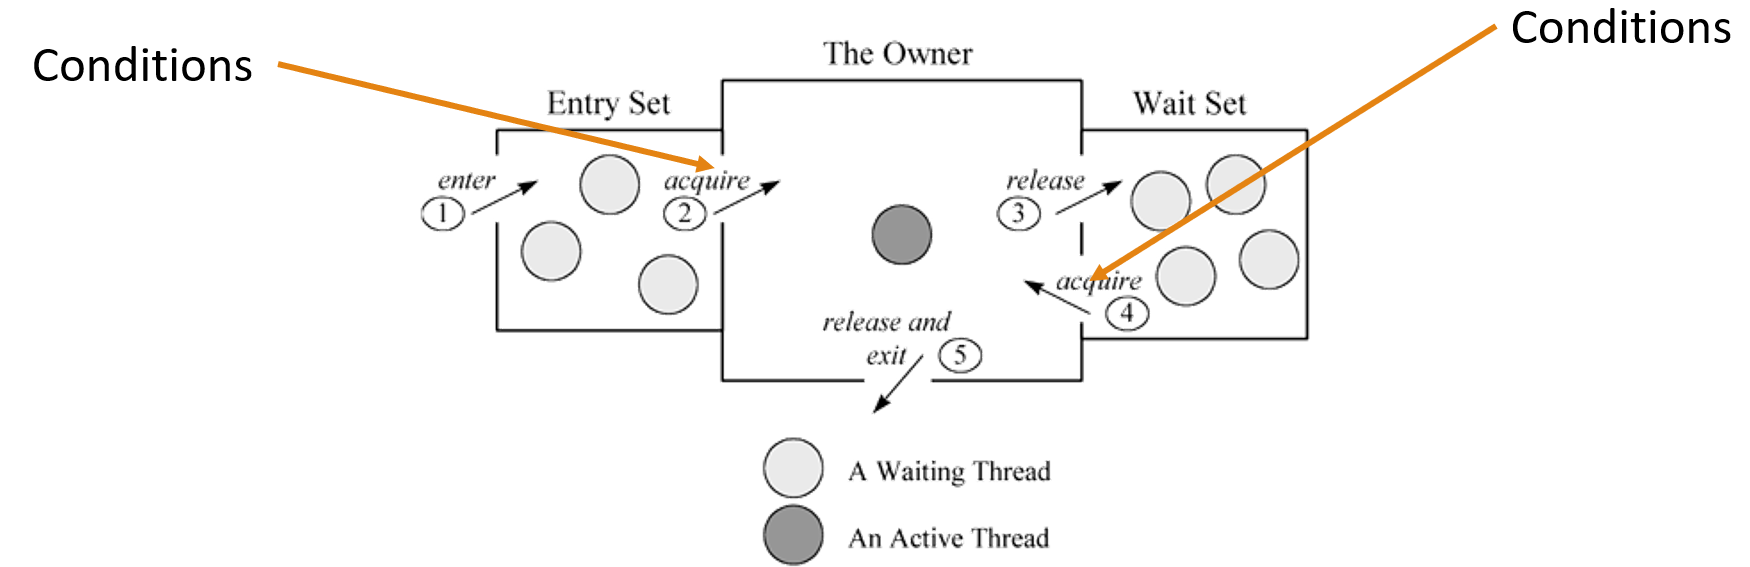 Conditions
Conditions
The Owner
Entry Set
Wait Set
enter
1
acquire
2
release
3
acquire
4
release and
exit
5
A Waiting Thread
An Active Thread